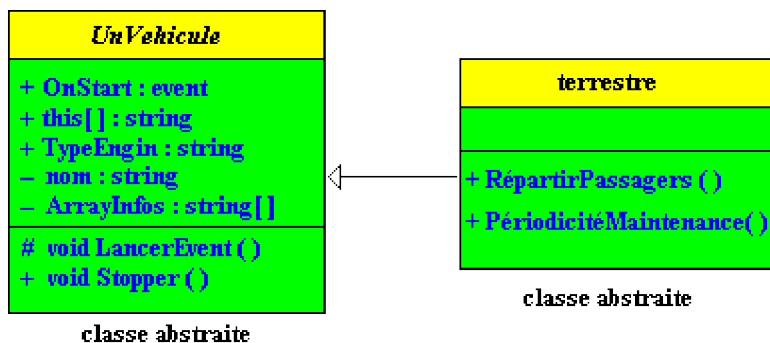 UnVehicule
+ OnStart : event
+ this[] : string
+ TypeEngin : string
– nom : string
– ArrayInfos : string[]
# void LancerEvent ( )
+ void Stopper ( )
classe abstraite
terrestre
+ RépartirPassagers ( )
+ PériodicitéMaintenance()
classe abstraite